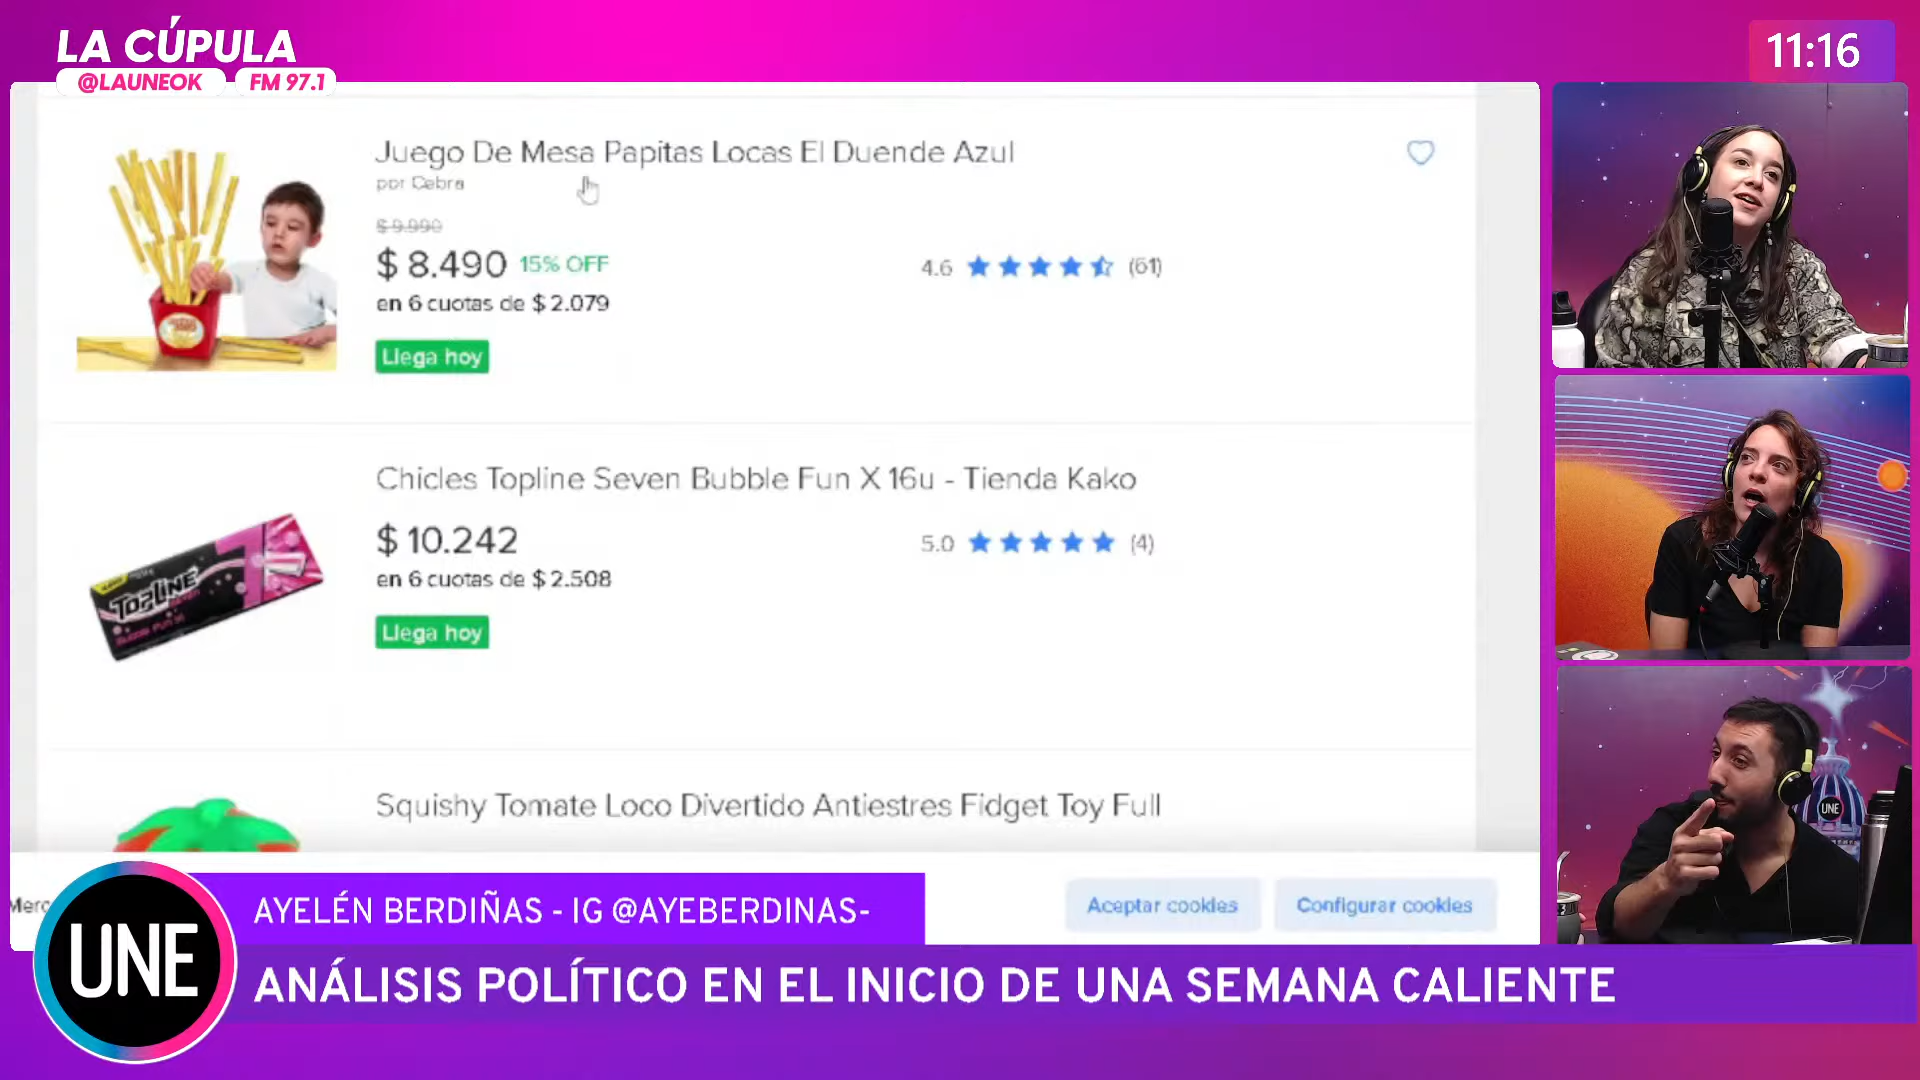 LA CÚPULA
@LAUNEOK FM 97.1
11:16
Juego De Mesa Papitas Locas El Duende Azul
por Cebra
$ 9.990
$ 8.490 15% OFF
4.6 (61)
en 6 cuotas de $ 2.079
Llega hoy
Chicles Topline Seven Bubble Fun X 16u - Tienda Kako
$ 10.242
5.0 (4)
en 6 cuotas de $ 2.508
TOPLINE
Llega hoy
Squishy Tomate Loco Divertido Antiestres Fidget Toy Full
UNE
Merc
Aceptar cookies
Configurar cookies
AYELÉN BERDIÑAS - IG @AYEBERDINAS-
UNE
ANÁLISIS POLÍTICO EN EL INICIO DE UNA SEMANA CALIENTE